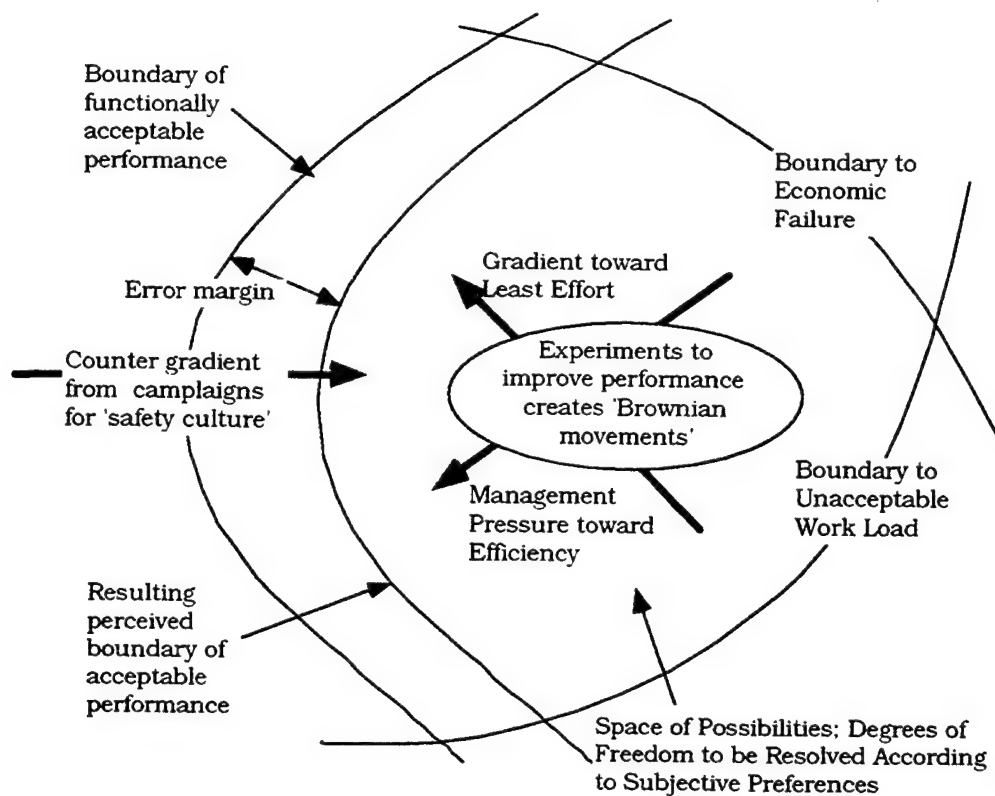 Boundary of
functionally
acceptable
performance
Boundary to
Economic
Failure
Gradient toward
Least Effort
Error margin
Counter gradient
from camplaigns
for 'safety culture'
Experiments to
improve performance
creates 'Brownian
movements'
Management
Pressure toward
Efficiency
Boundary to
Unacceptable
Work Load
Resulting
perceived
boundary of
acceptable
performance
Space of Possibilities; Degrees of
Freedom to be Resolved According
to Subjective Preferences